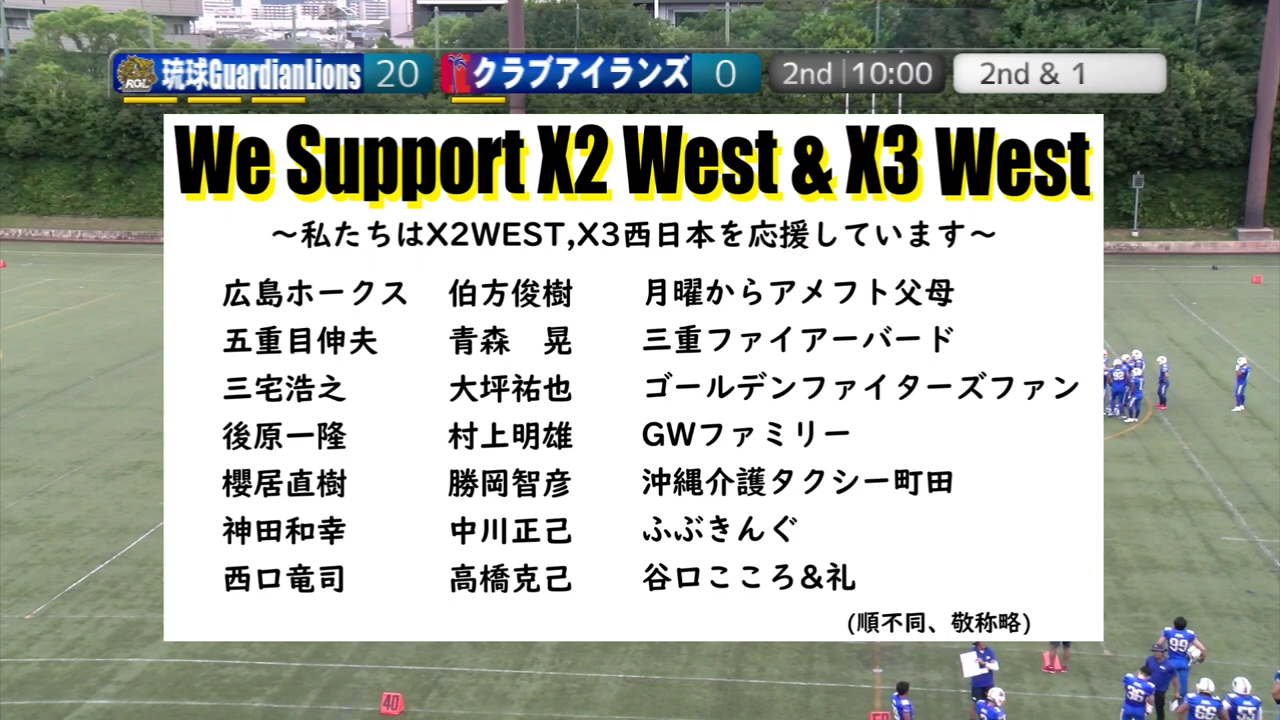 RGL 琉球GuardianLions 20 クラブアイランズ 0 2nd 10:00 2nd & 1
We Support X2 West & X3 West
～私たちはX2WEST,X3西日本を応援しています～
広島ホークス 伯方俊樹 月曜からアメフト父母
五重目伸夫 青森　晃 三重ファイアーバード
三宅浩之 大坪祐也 ゴールデンファイターズファン
後原一隆 村上明雄 GWファミリー
櫻居直樹 勝岡智彦 沖縄介護タクシー町田
神田和幸 中川正己 ふぶきんぐ
西口竜司 高橋克己 谷口こころ&礼
(順不同、敬称略)
99
36
66
55
40